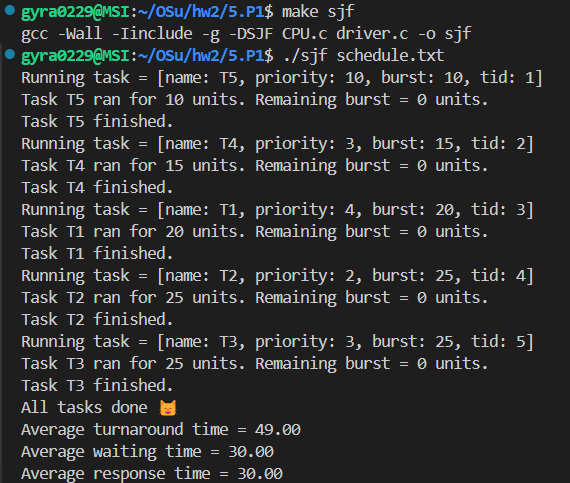 gyra0229@MSI:~/OSu/hw2/5.P1$ make sjf
gcc -Wall -Iinclude -g -DSJF CPU.c driver.c -o sjf
gyra0229@MSI:~/OSu/hw2/5.P1$ ./sjf schedule.txt
Running task = [name: T5, priority: 10, burst: 10, tid: 1]
Task T5 ran for 10 units. Remaining burst = 0 units.
Task T5 finished.
Running task = [name: T4, priority: 3, burst: 15, tid: 2]
Task T4 ran for 15 units. Remaining burst = 0 units.
Task T4 finished.
Running task = [name: T1, priority: 4, burst: 20, tid: 3]
Task T1 ran for 20 units. Remaining burst = 0 units.
Task T1 finished.
Running task = [name: T2, priority: 2, burst: 25, tid: 4]
Task T2 ran for 25 units. Remaining burst = 0 units.
Task T2 finished.
Running task = [name: T3, priority: 3, burst: 25, tid: 5]
Task T3 ran for 25 units. Remaining burst = 0 units.
Task T3 finished.
All tasks done 😸
Average turnaround time = 49.00
Average waiting time = 30.00
Average response time = 30.00